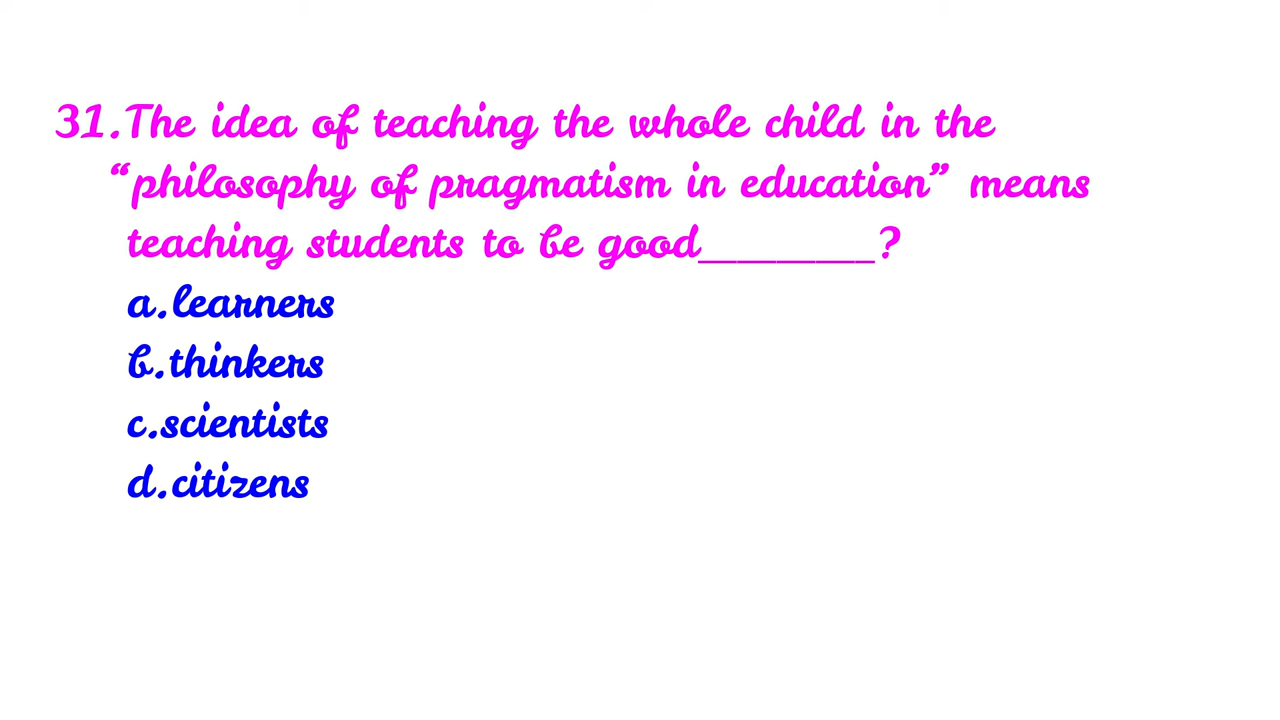 31.The idea of teaching the whole child in the
“philosophy of pragmatism in education” means
teaching students to be good_________?
a.learners
b.thinkers
c.scientists
d.citizens